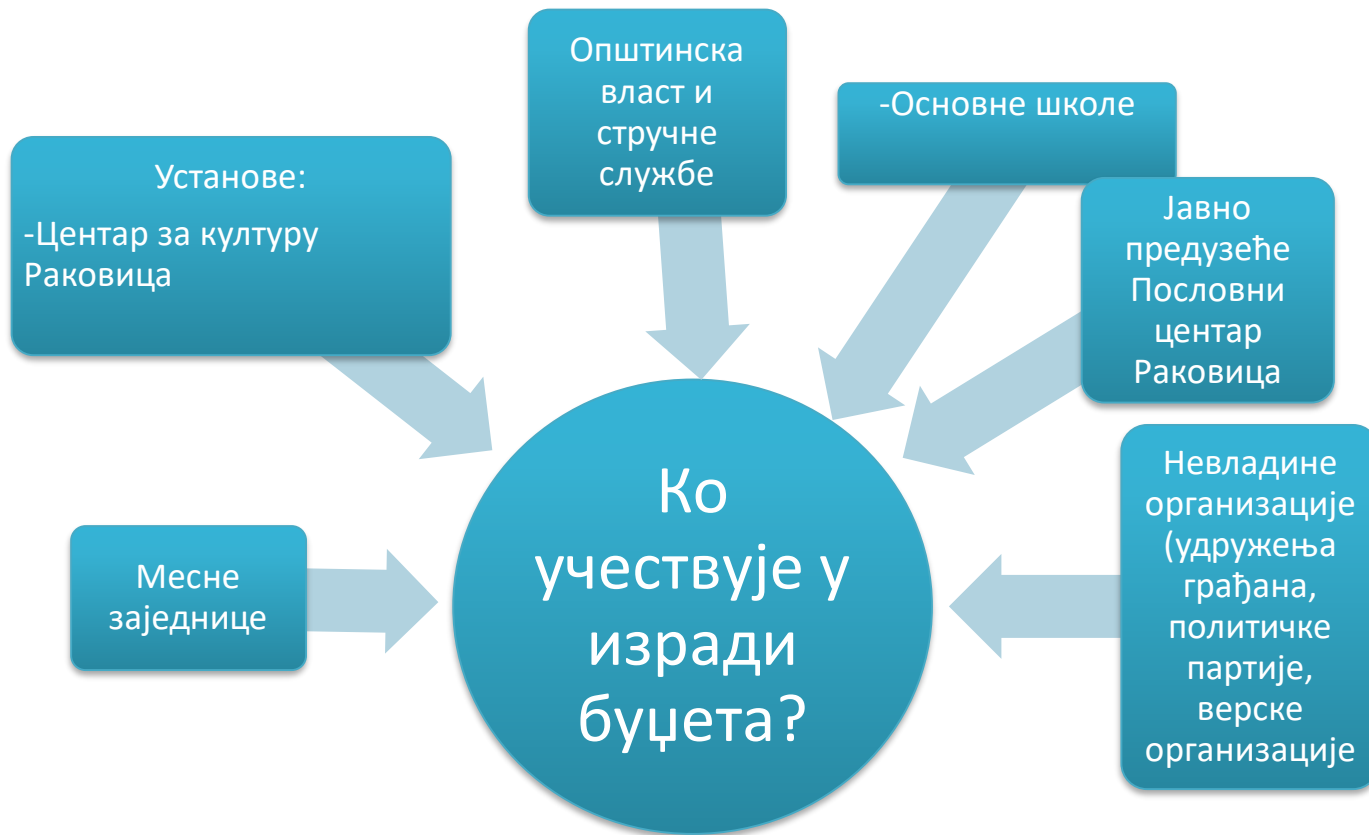 Општинска
власт и
стручне
службе
-Основне школе
Установе:
-Центар за културу
Раковица
Јавно
предузеће
Пословни
центар
Раковица
Невладине
организације
(удружења
грађана,
политичке
партије,
верске
организације
Месне
заједнице
Ко
учествује у
изради
буџета?